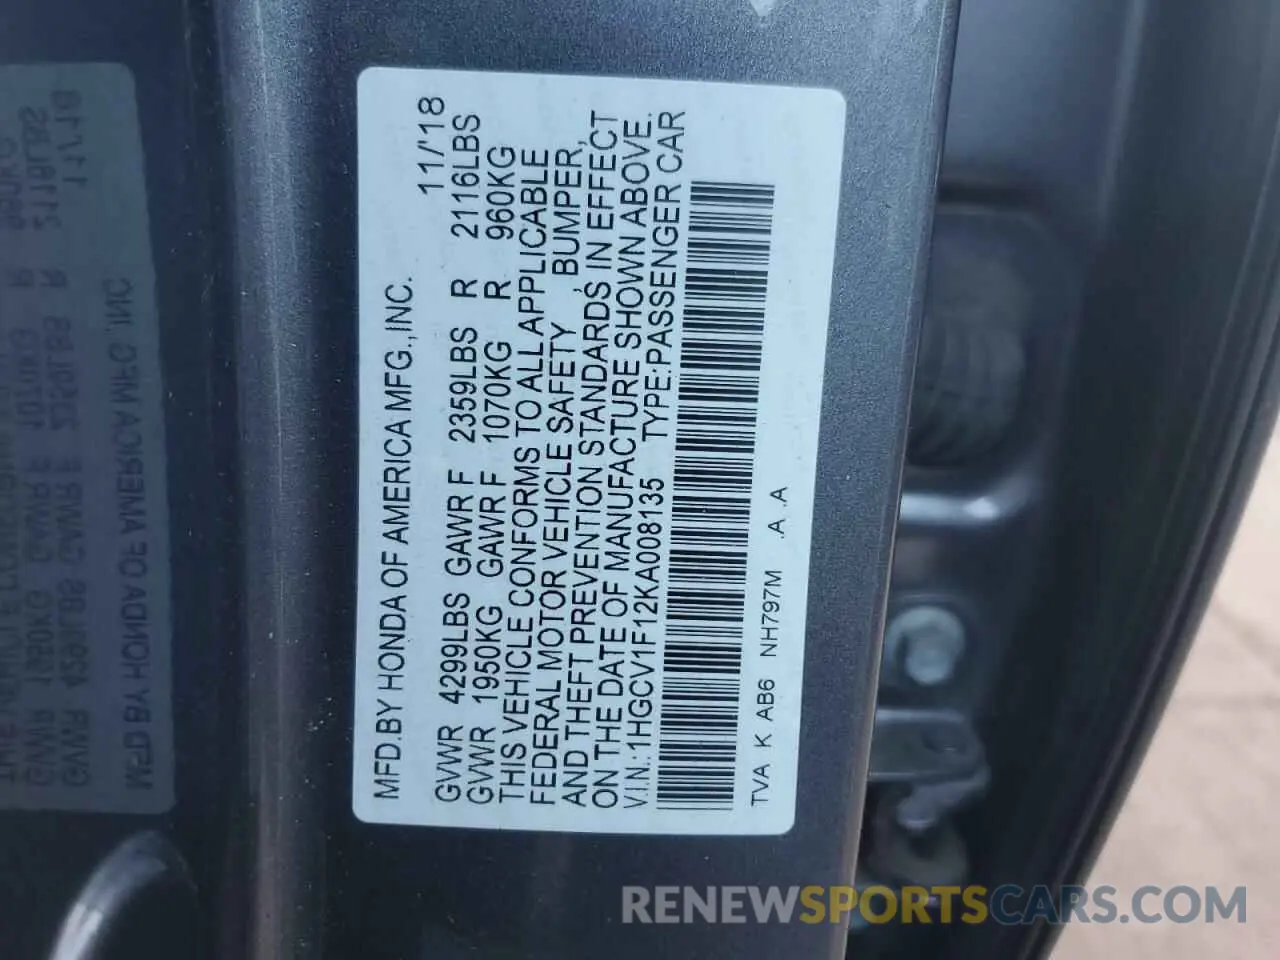 MFD.BY HONDA OF AMERICA MFG.,INC. 11/'18
GVWR 4299LBS GAWR F 2359LBS R 2116LBS
GVWR 1950KG GAWR F 1070KG R 960KG
THIS VEHICLE CONFORMS TO ALL APPLICABLE
FEDERAL MOTOR VEHICLE SAFETY , BUMPER,
AND THEFT PREVENTION STANDARDS, IN EFFECT
ON THE DATE OF MANUFACTURE SHOWN ABOVE.
V.I.N.:1HGCV1F12KA008135 TYPE:PASSENGER CAR
TVA K AB6 NH797M .A .A
RENEWSPORTSCARS.COM